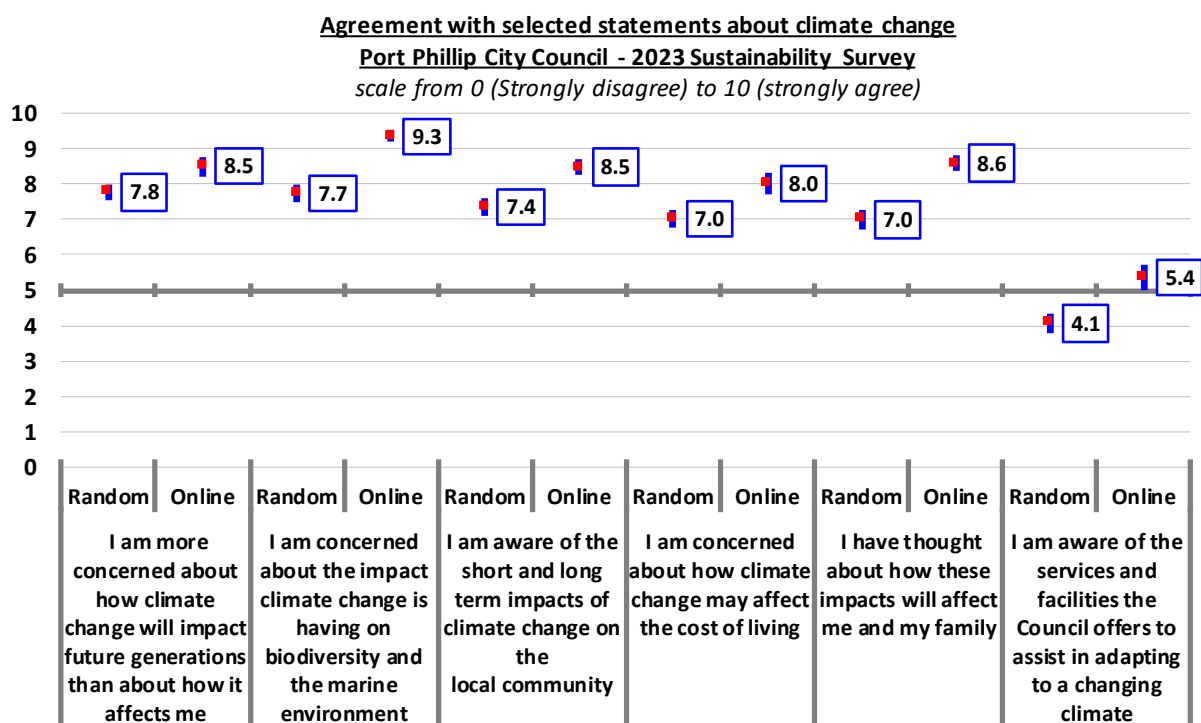 Agreement with selected statements about climate change
Port Phillip City Council - 2023 Sustainability Survey
scale from 0 (Strongly disagree) to 10 (strongly agree)
10
9
8
7
6
5
4
3
2
1
0
7.8
8.5
7.7
9.3
7.4
8.5
7.0
8.0
7.0
8.6
4.1
5.4
Random
Online
Random
Online
Random
Online
Random
Online
Random
Online
Random
Online
I am more
concerned about
how climate
change will impact
future generations
than about how it
affects me
I am concerned
about the impact
climate change is
having on
biodiversity and
the marine
environment
I am aware of the
short and long
term impacts of
climate change on
the
local community
I am concerned
about how climate
change may affect
the cost of living
I have thought
about how these
impacts will affect
me and my family
I am aware of the
services and
facilities the
Council offers to
assist in adapting
to a changing
climate